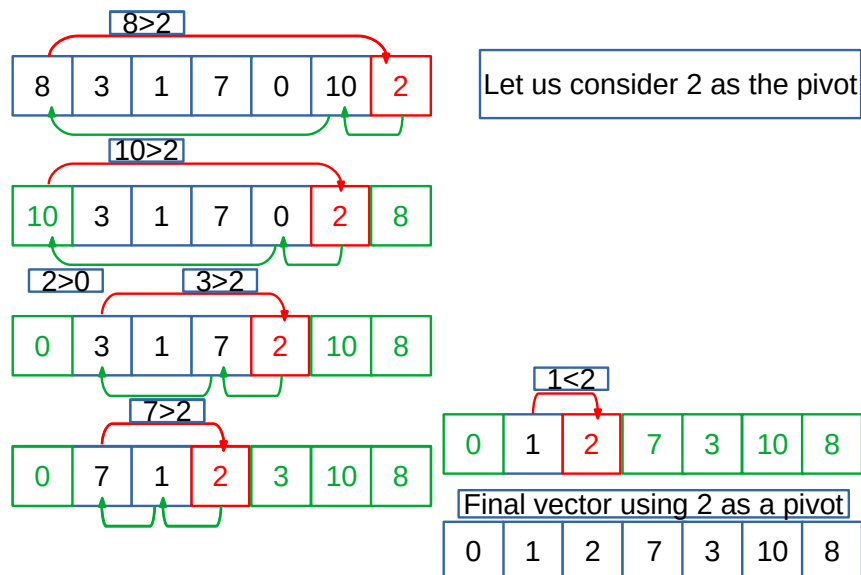 8>2
8 3 1 7 0 10 2
Let us consider 2 as the pivot
10>2
10 3 1 7 0 2 8
2>0 3>2
0 3 1 7 2 10 8
7>2
0 7 1 2 3 10 8
1<2
0 1 2 7 3 10 8
Final vector using 2 as a pivot
0 1 2 7 3 10 8